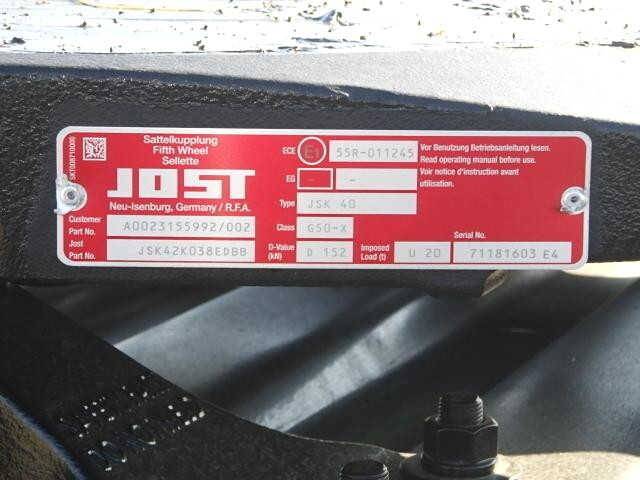 SKT008710000
Sattelkupplung
Fifth Wheel
Sellette
JOST
Neu-Isenburg, Germany / R.F.A.
Customer Part No. A0023155992/002
Jost Part No. JSK42K038EDBB
ECE E1 55R-011245
EG - -
Type JSK 40
Class G50-X
D-Value (kN) D 152 Imposed Load (t) U 20
Vor Benutzung Betriebsanleitung lesen.
Read operating manual before use.
Voir notice d'instruction avant
utilisation.
Serial No.
71181603 E4